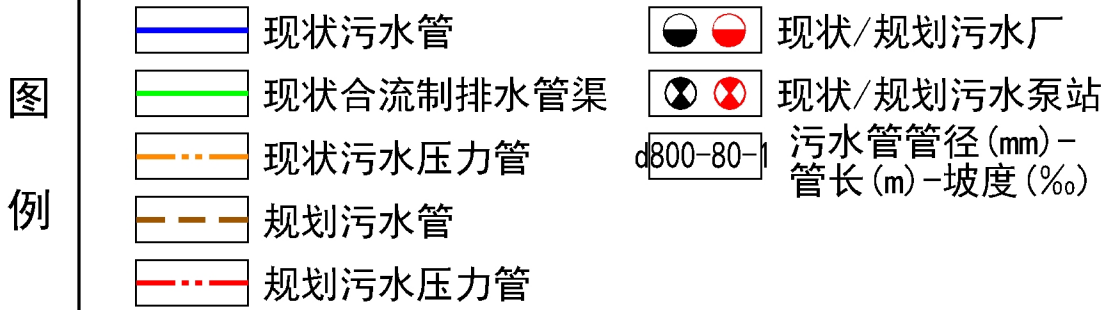 图例
现状污水管
现状合流制排水管渠
现状污水压力管
规划污水管
规划污水压力管
现状/规划污水厂
现状/规划污水泵站
d800-80-1
污水管管径(mm)-
管长(m)-坡度(‰)